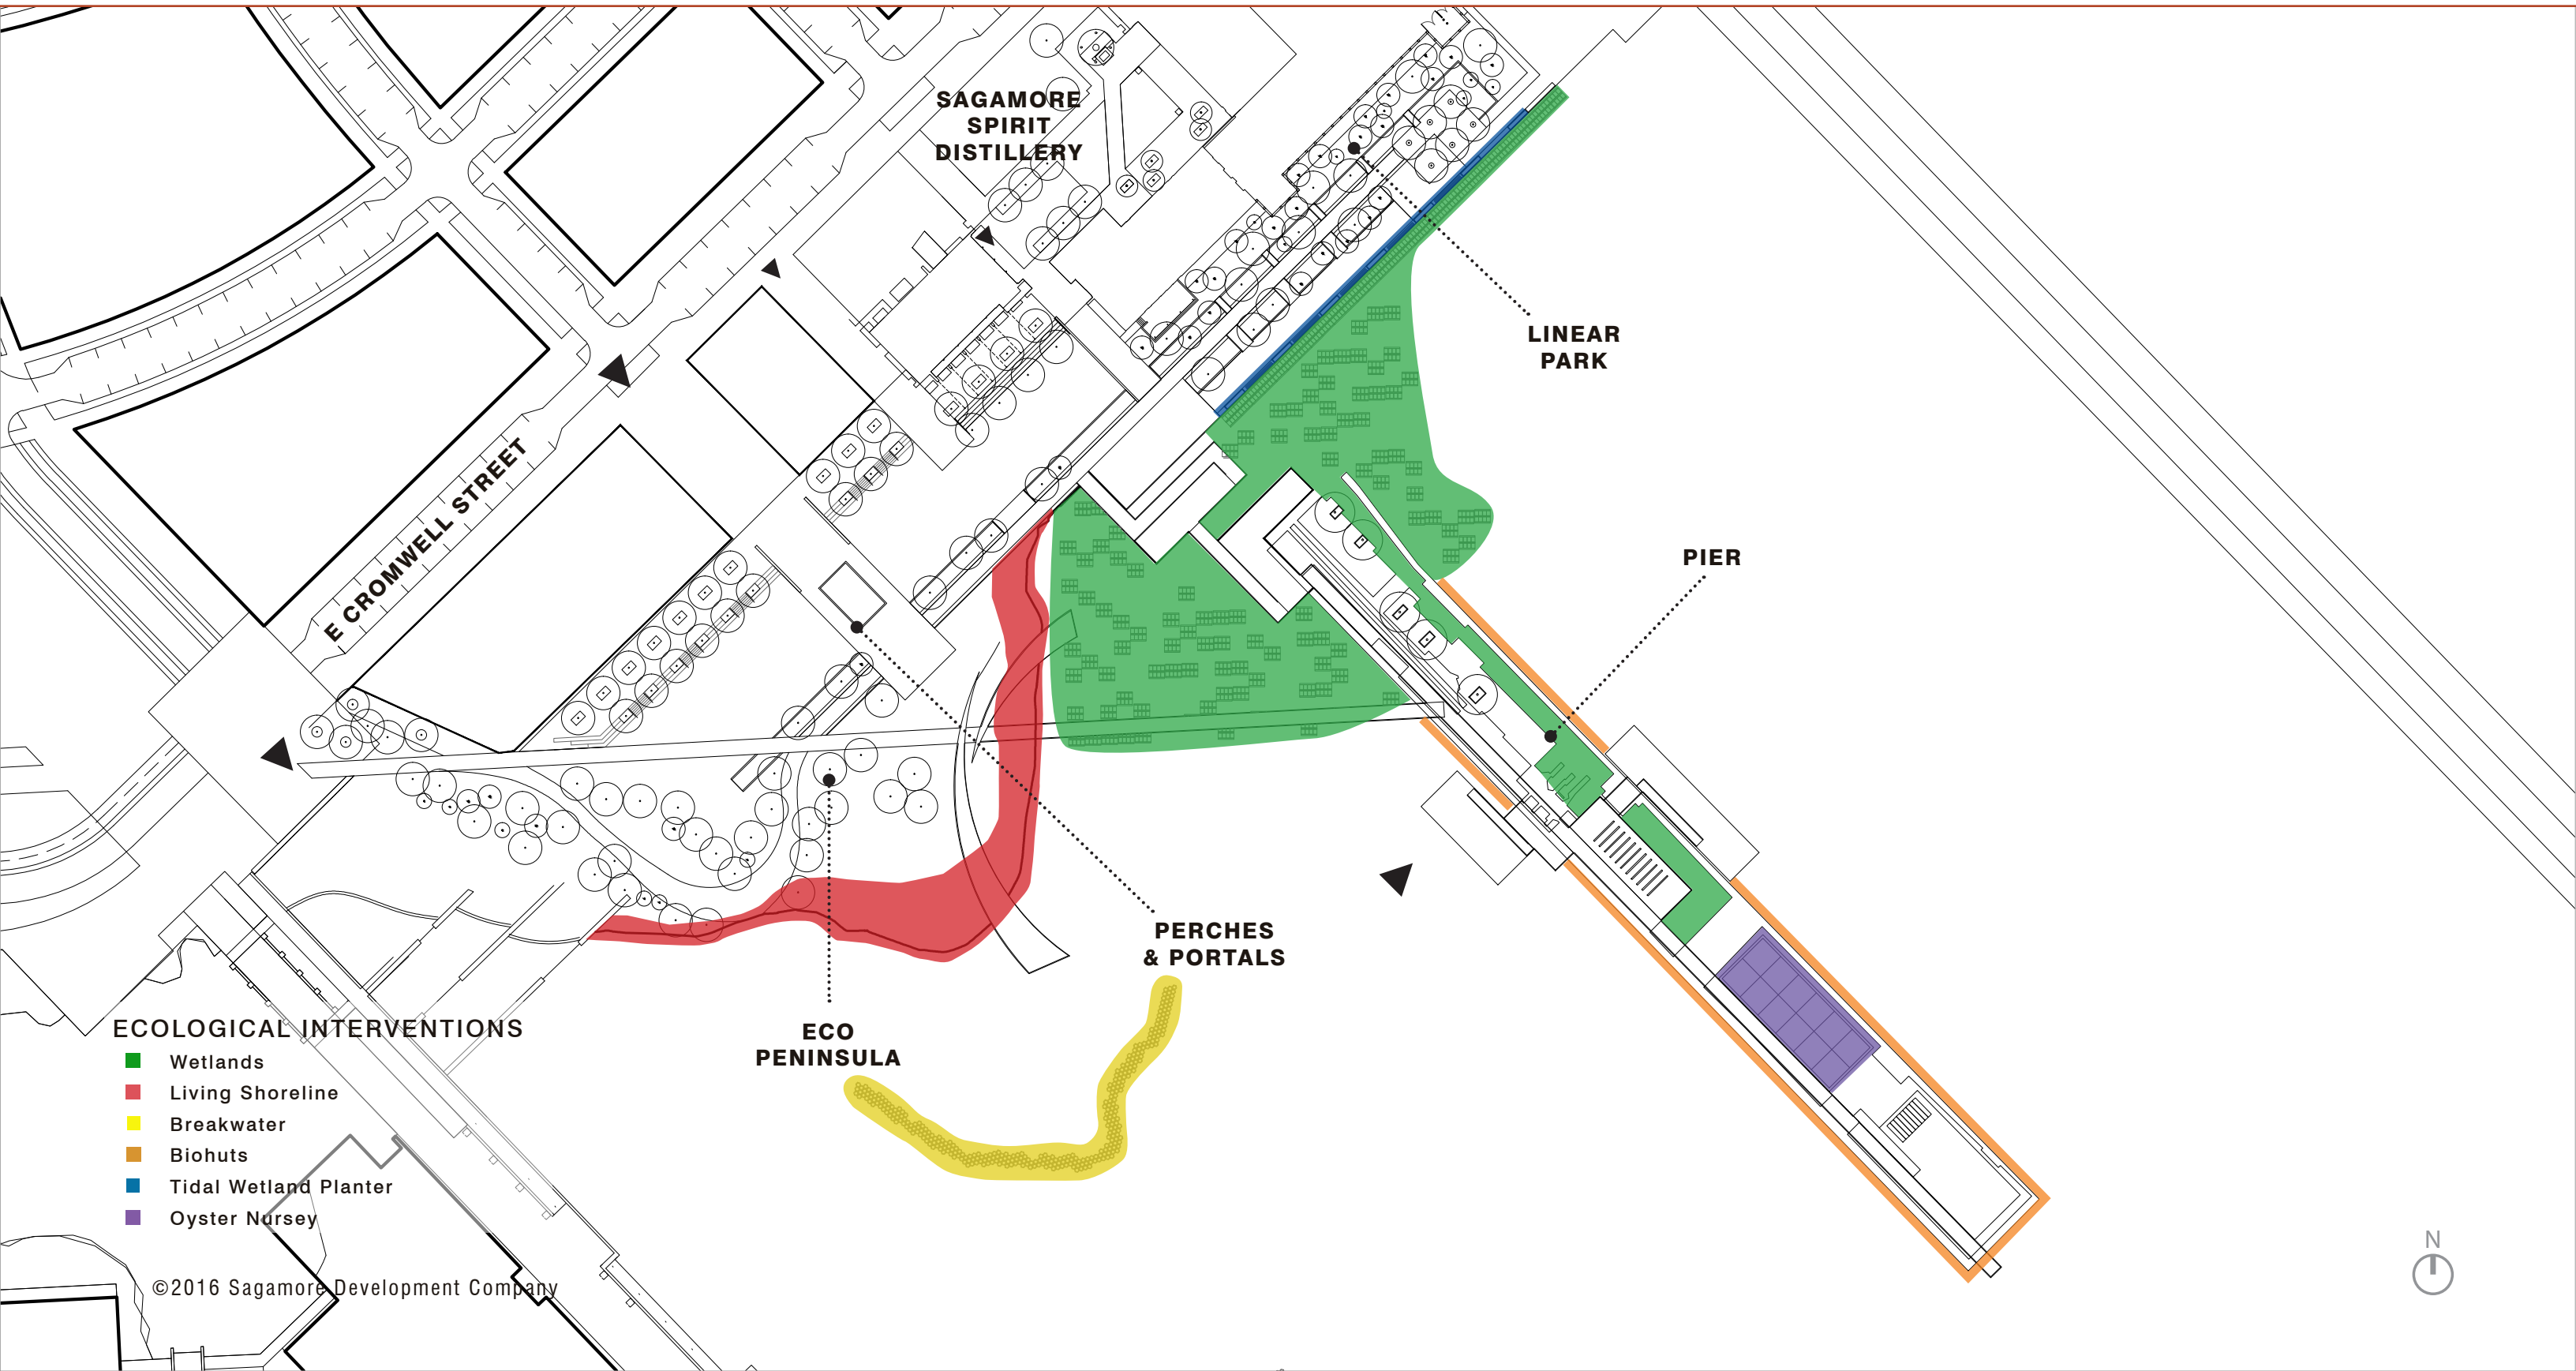 SAGAMORE
SPIRIT
DISTILLERY
LINEAR
PARK
E CROMWELL STREET
PIER
PERCHES
& PORTALS
ECO
PENINSULA
ECOLOGICAL INTERVENTIONS
Wetlands
Living Shoreline
Breakwater
Biohuts
Tidal Wetland Planter
Oyster Nursey
©2016 Sagamore Development Company
N